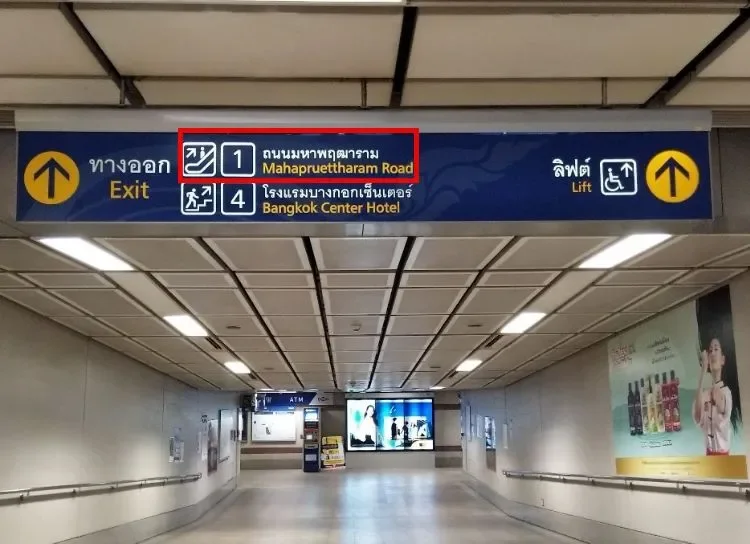 ทางออก
Exit
1
ถนนมหาพฤฒาราม
Mahapruettharam Road
4
โรงแรมบางกอกเซ็นเตอร์
Bangkok Center Hotel
ลิฟต์
Lift
ATM